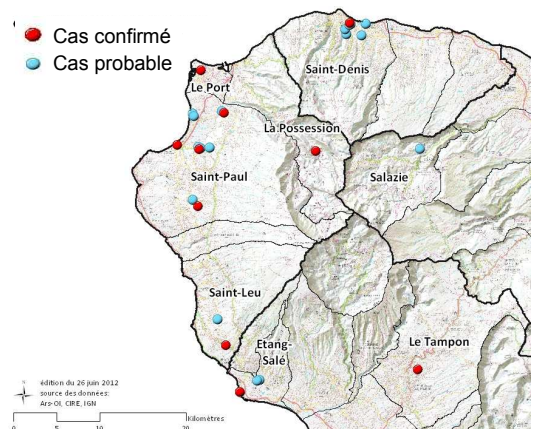 Cas confirmé
Cas probable
Saint-Denis
Le Port
La Possession
Saint-Paul
Salazie
Saint-Leu
Etang-
Salé
Le Tampon
édition du 26 juin 2012
source des données:
Ars-OI, CIRE, IGN
Kilomètres
0 5 10 20